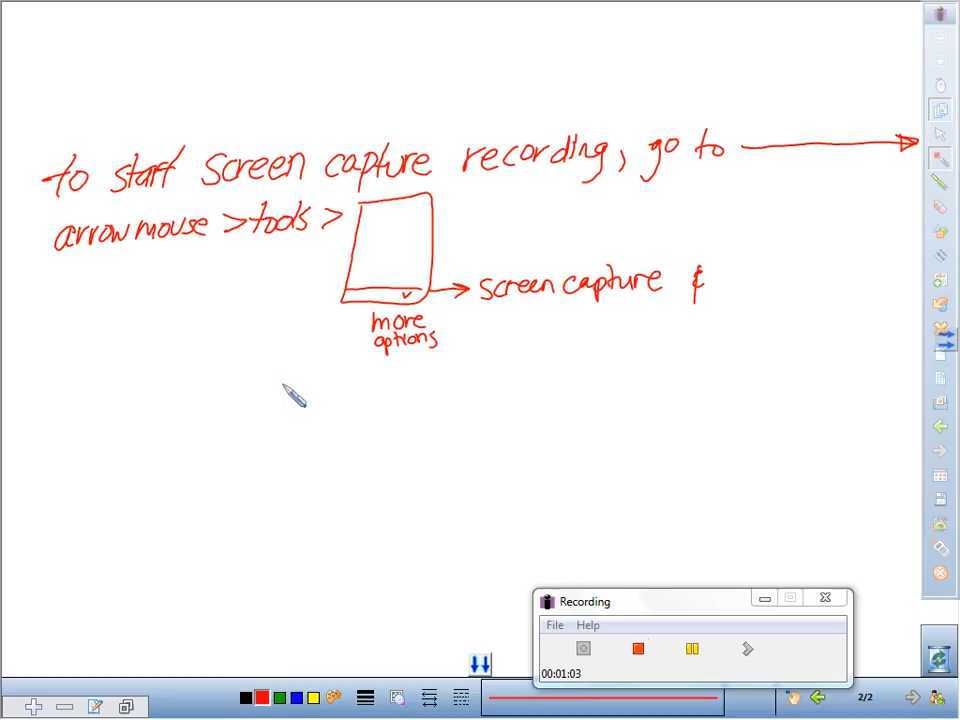 to start screen capture recording, go to
arrow mouse > tools >
screen capture &
more
options
Recording
File Help
00:01:03
2/2